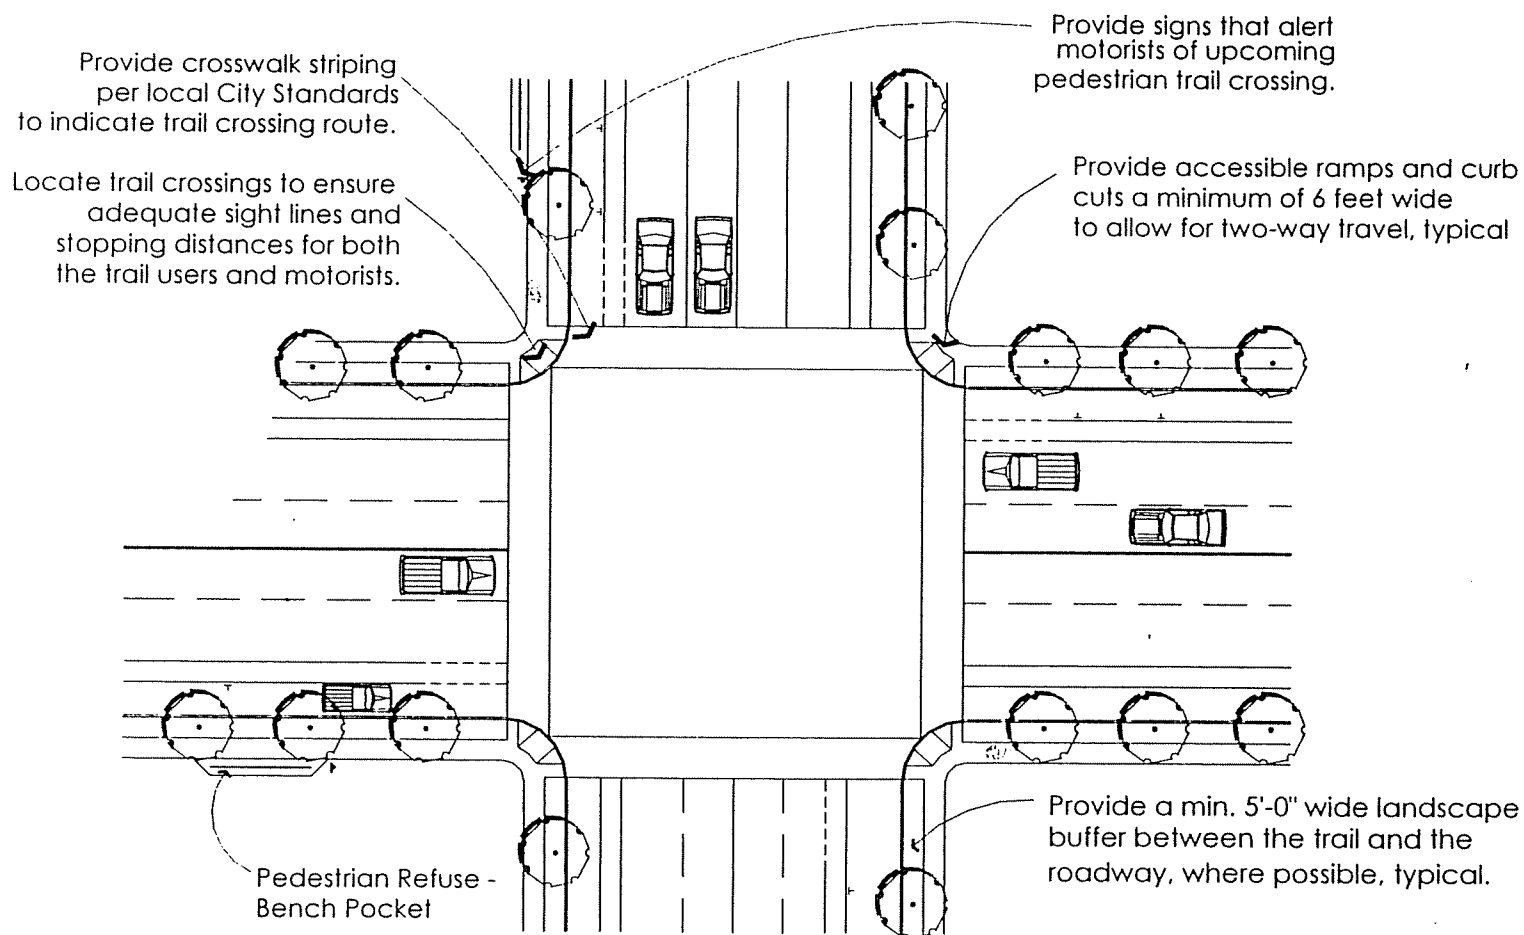 Provide signs that alert
motorists of upcoming
pedestrian trail crossing.
Provide crosswalk striping
per local City Standards
to indicate trail crossing route.
Locate trail crossings to ensure
adequate sight lines and
stopping distances for both
the trail users and motorists.
Provide accessible ramps and curb
cuts a minimum of 6 feet wide
to allow for two-way travel, typical
Provide a min. 5'-0" wide landscape
buffer between the trail and the
roadway, where possible, typical.
Pedestrian Refuse -
Bench Pocket